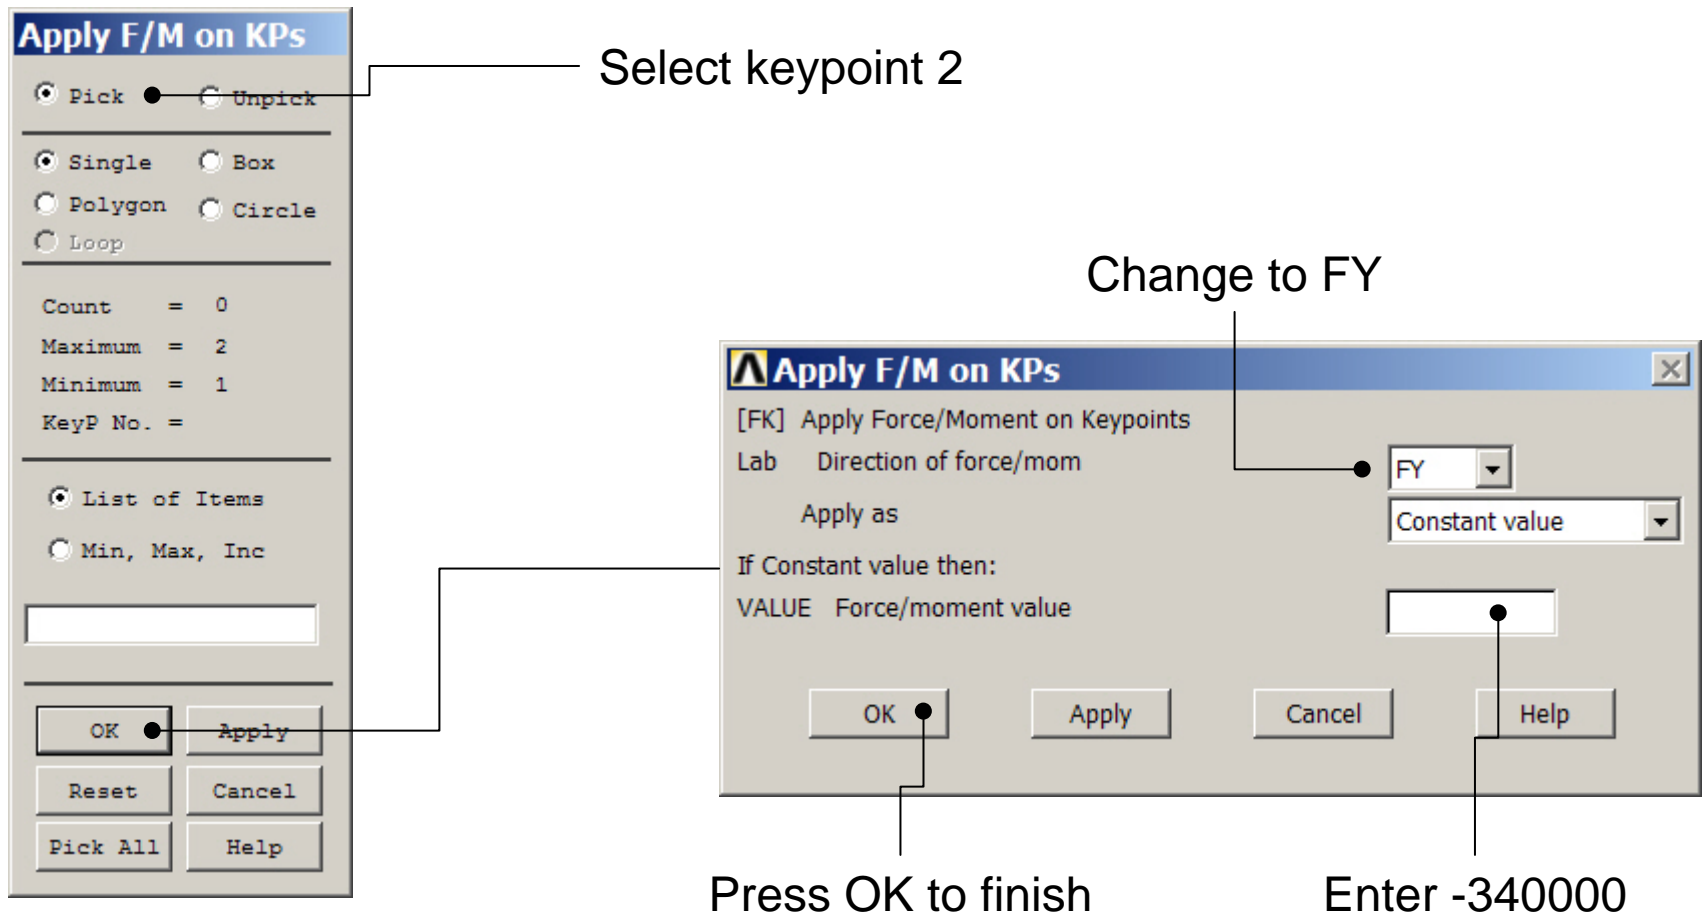 Apply F/M on KPs
Pick Unpick
Single Box
Polygon Circle
Loop
Count = 0
Maximum = 2
Minimum = 1
KeyP No. =
List of Items
Min, Max, Inc
OK Apply
Reset Cancel
Pick All Help
Select keypoint 2
Change to FY
Apply F/M on KPs
[FK] Apply Force/Moment on Keypoints
Lab Direction of force/mom FY
Apply as Constant value
If Constant value then:
VALUE Force/moment value
OK Apply Cancel Help
Press OK to finish
Enter -340000